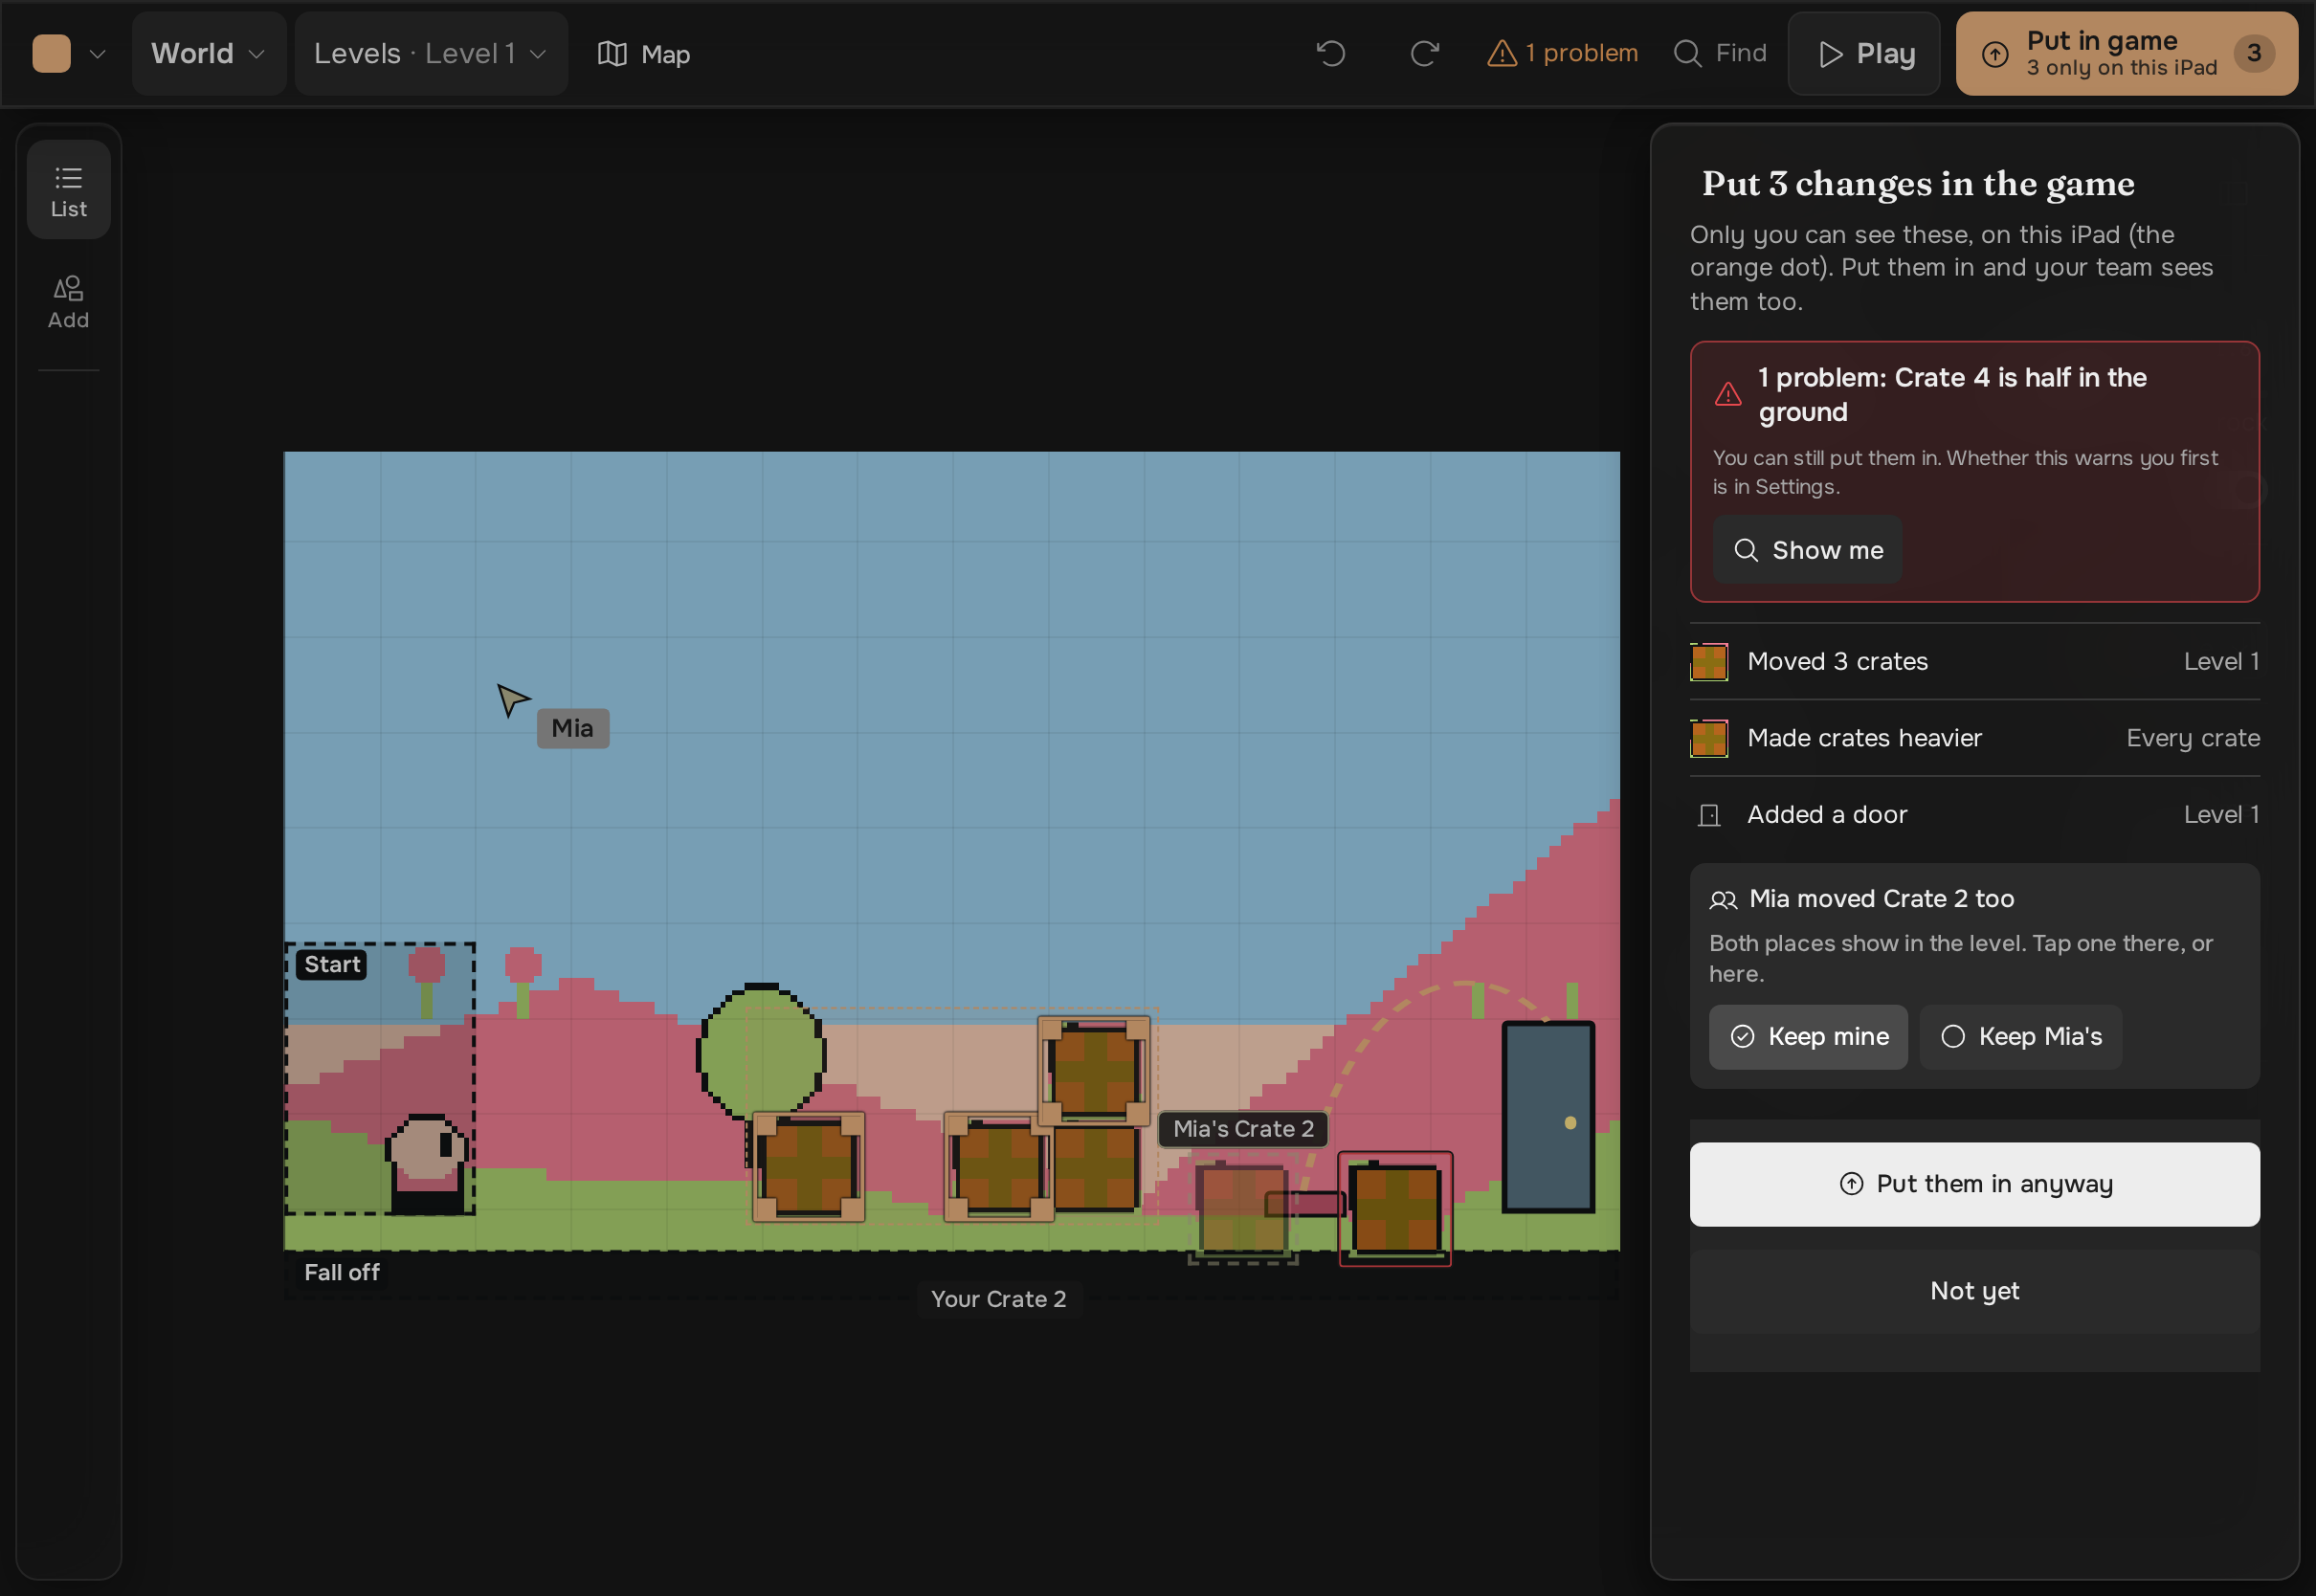 World
Levels · Level 1
Map
1 problem
Find
Play
Put in game
3 only on this iPad
3
List
Add
Mia
Start
Mia's Crate 2
Fall off
Your Crate 2
Put 3 changes in the game
Only you can see these, on this iPad (the
orange dot). Put them in and your team sees
them too.
1 problem: Crate 4 is half in the
ground
You can still put them in. Whether this warns you first
is in Settings.
Show me
Moved 3 crates
Level 1
Made crates heavier
Every crate
Added a door
Level 1
Mia moved Crate 2 too
Both places show in the level. Tap one there, or
here.
Keep mine
Keep Mia's
Put them in anyway
Not yet